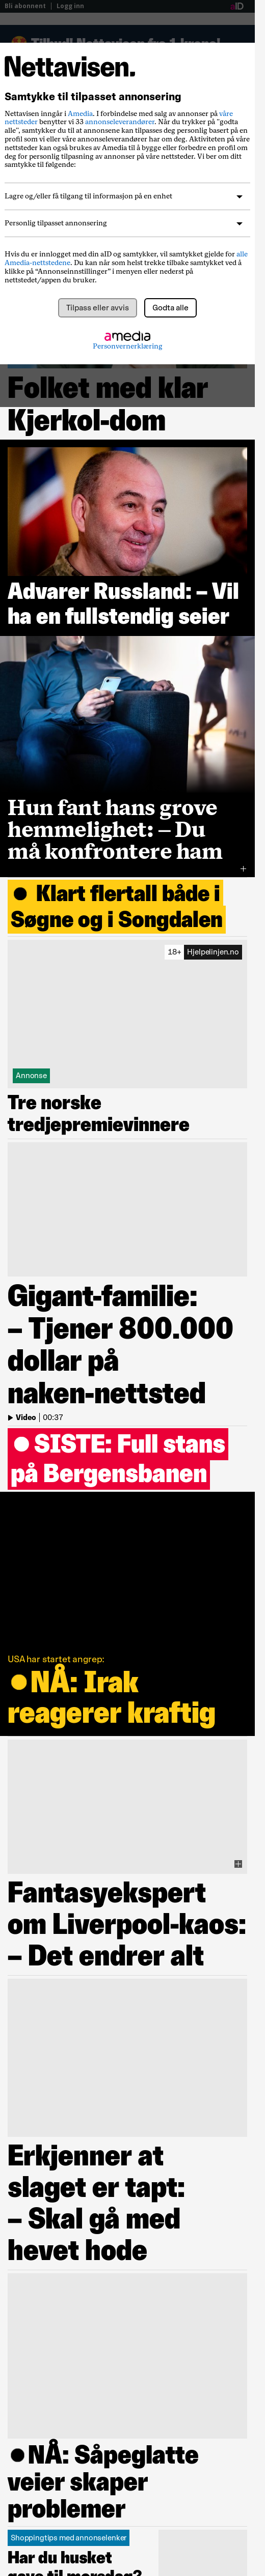 Bli abonnent | Logg inn
aID
Nettavisen.
Samtykke til tilpasset annonsering
Nettavisen inngår i Amedia. I forbindelse med salg av annonser på våre
nettsteder benytter vi 33 annonseleverandører. Når du trykker på "godta
alle", samtykker du til at annonsene kan tilpasses deg personlig basert på en
profil som vi eller våre annonseleverandører kan ha om deg. Aktiviteten på våre
nettsteder kan også brukes av Amedia til å bygge eller forbedre en profil om
deg for personlig tilpasning av annonser på våre nettsteder. Vi ber om ditt
samtykke til følgende:
Lagre og/eller få tilgang til informasjon på en enhet
Personlig tilpasset annonsering
Hvis du er innlogget med din aID og samtykker, vil samtykket gjelde for alle
Amedia-nettstedene. Du kan når som helst trekke tilbake samtykket ved å
klikke på “Annonseinnstillinger” i menyen eller nederst på
nettstedet/appen du bruker.
Tilpass eller avvis
Godta alle
amedia
Personvernerklæring
Folket med klar
Kjerkol-dom
Advarer Russland: – Vil
ha en fullstendig seier
Hun fant hans grove
hemmelighet: – Du
må konfrontere ham
● Klart flertall både i
Søgne og i Songdalen
18+ Hjelpelinjen.no
Annonse
Tre norske
tredjepremievinnere
Gigant-familie:
– Tjener 800.000
dollar på
naken-nettsted
Video | 00:37
● SISTE: Full stans
på Bergensbanen
USA har startet angrep:
●NÅ: Irak
reagerer kraftig
Fantasyekspert
om Liverpool-kaos:
– Det endrer alt
Erkjenner at
slaget er tapt:
– Skal gå med
hevet hode
●NÅ: Såpeglatte
veier skaper
problemer
Shoppingtips med annonselenker
Har du husket